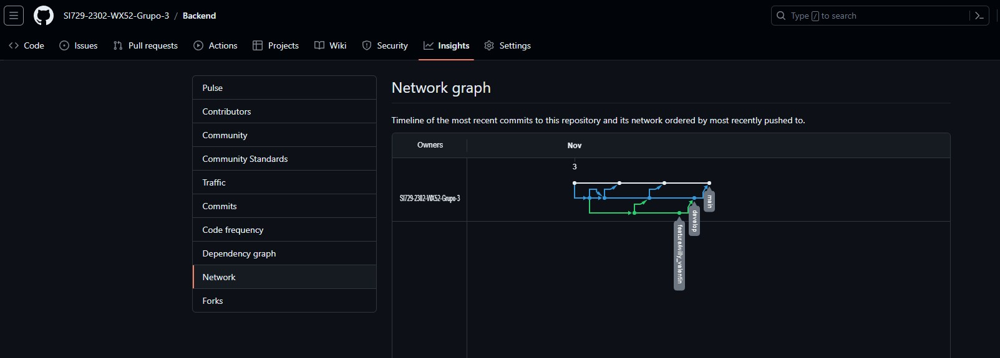 SI729-2302-WX52-Grupo-3 / Backend
Type / to search
Code Issues Pull requests Actions Projects Wiki Security Insights Settings
Pulse
Contributors
Community
Community Standards
Traffic
Commits
Code frequency
Dependency graph
Network
Forks
Network graph
Timeline of the most recent commits to this repository and its network ordered by most recently pushed to.
Owners
Nov
3
SI729-2302-WX52-Grupo-3
main
develop
feature/willy_valentin